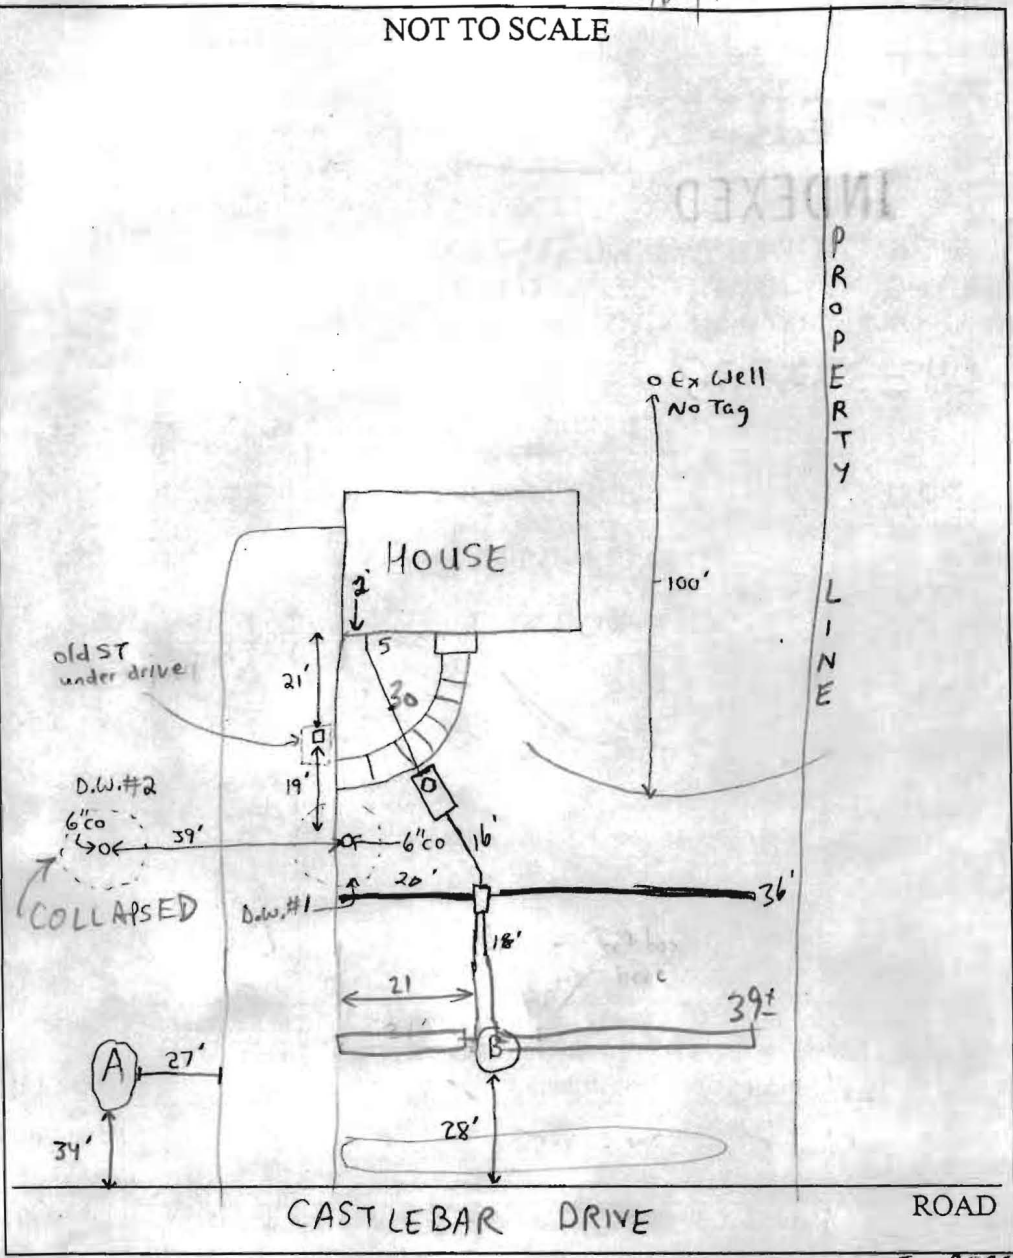 NOT TO SCALE
INDEXED
PROPERTY LINE
Ex Well
No Tag
100'
HOUSE
2'
5
30
old ST
under drive
21'
19'
D.W.#2
6"co
39'
6"co
16'
COLLAPSED
D.W.#1
20'
36'
18'
21
39±
21'
A
27'
B
34'
28'
CASTLEBAR DRIVE
ROAD